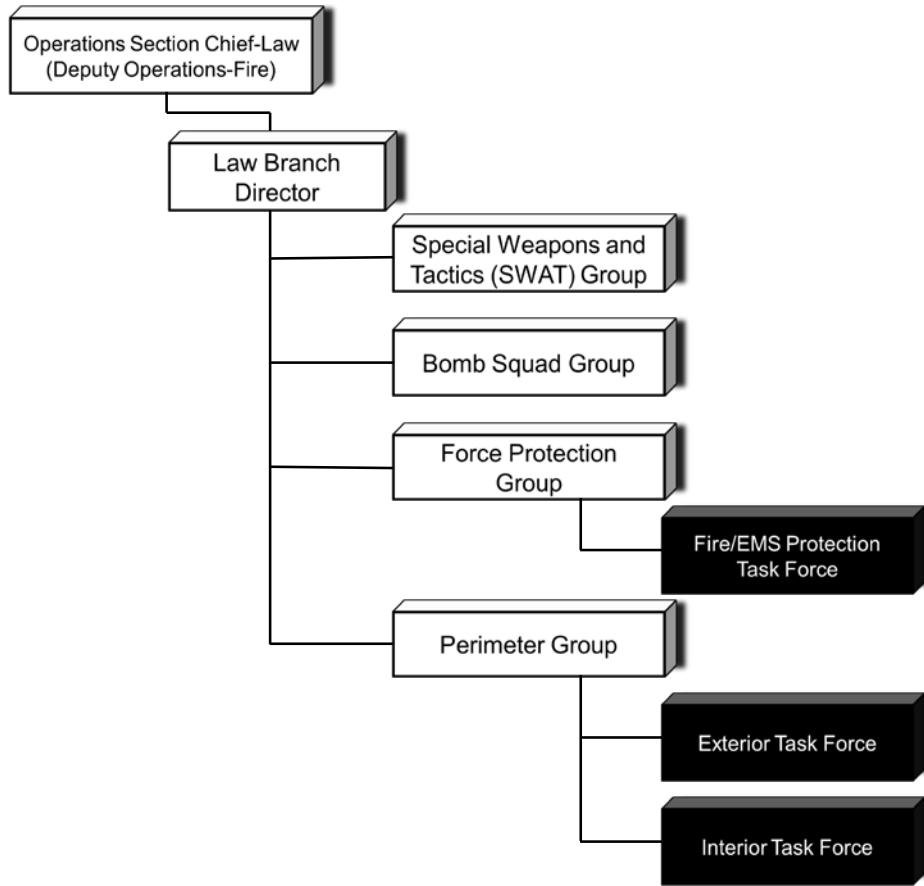 Operations Section Chief-Law
(Deputy Operations-Fire)
Law Branch
Director
Special Weapons and
Tactics (SWAT) Group
Bomb Squad Group
Force Protection
Group
Fire/EMS Protection
Task Force
Perimeter Group
Exterior Task Force
Interior Task Force